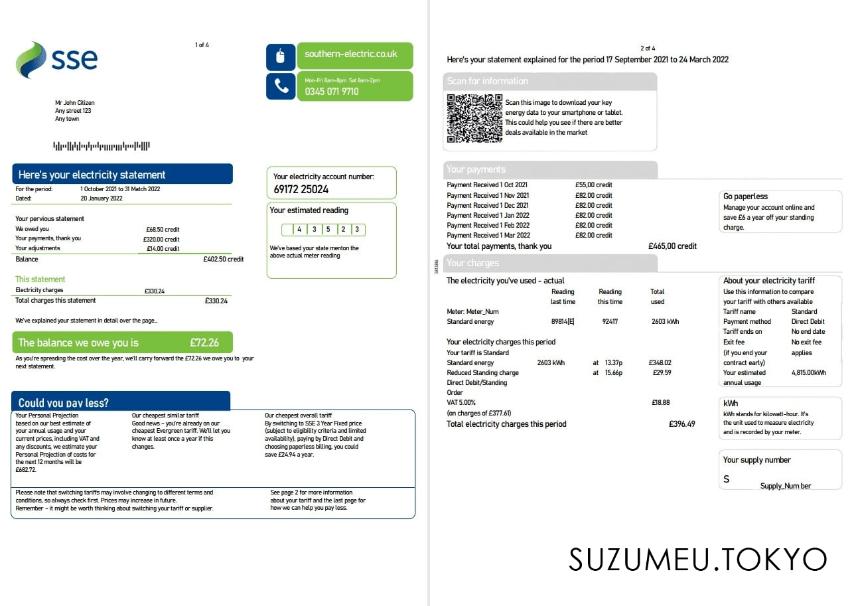 1 of 4
sse
southern-electric.co.uk
Mon-Fri 8am-8pm Sat 8am-2pm
0345 071 9710
Mr John Citizen
Any street 123
Any town
Here's your electricity statement
For the period: 1 October 2021 to 31 Match 2022
Dated: 20 January 2022
Your pervious statement
We owed you £68.50 credit
Your payments, thank you £320.00 credit
Your adjustments £14.00 credit
Balance £402.50 credit
This statement
Electricity charges £330.24
Total charges this statement £330.24
We've explained your statement in detail over the page...
The balance we owe you is £72.26
As you're spreading the cost over the year, we'll carry forward the £72.26 we owe you to your
next statement.
Your electricity account number:
69172 25024
Your estimated reading
4 3 5 2 3
We've based your state menton the
above actual meter reading
Could you pay less?
Your Personal Projection
based on our best estimate of
your annual usage and your
current prices, including VAT and
any discounts, we estimate your
Personal Projection of costs for
the next 12 months will be
£682.72.
Our cheapest similar tariff
Good news - you're already on our
cheapest Evergreen tariff. We'll let you
know at least once a year if this
changes.
Our cheapest overall tariff
By switching to SSE 3 Year Fixed price
(subject to eligibility criteria and limited
availability), paying by Direct Debit and
choosing paperless billing, you could
save £24.94 a year.
Please note that switching tariffs may involve changing to different terms and
conditions, so always check first. Prices may increase in future.
Remember - it might be worth thinking about switching your tariff or supplier.
See page 2 for more information
about your tariff and the last page for
how we can help you pay less.
2 of 4
Here's your statement explained for the period 17 September 2021 to 24 March 2022
Scan for information
Scan this image to download your key
energy data to your smartphone or tablet.
This could help you see if there are better
deals available in the market
Your payments
Payment Received 1 Oct 2021 £55,00 credit
Payment Received 1 Nov 2021 £82.00 credit
Payment Received 1 Dec 2021 £82.00 credit
Payment Received 1 Jan 2022 £82.00 credit
Payment Received 1 Feb 2022 £82.00 credit
Payment Received 1 Mar 2022 £82.00 credit
Your total payments, thank you £465,00 credit
Go paperless
Manage your account online and
save £6 a year off your standing
charge.
Your charges
The electricity you've used - actual
Reading last time Reading this time Total used
Meter: Meter_Num
Standard energy 89814[E] 92417 2603 kWh
Your electricity charges this period
Your tariff is Standard
Standard energy 2603 kWh at 13.37p £348.02
Reduced Standing charge at 15.66p £29.59
Direct Debit/Standing
Order
VAT 5.00% £18.88
(on charges of £377.61)
Total electricity charges this period £396.49
About your electricity tariff
Use this information to compare
your tariff with others available
Tariff name Standard
Payment method Direct Debit
Tariff ends on No end date
Exit fee No exit fee
(if you end your applies
contract early)
Your estimated 4,815.00kWh
annual usage
kWh
kWh stands for kilowatt-hour. It's
the unit used to measure electricity
and is recorded by your meter.
Your supply number
S
Supply_Number
SUZUMEU.TOKYO